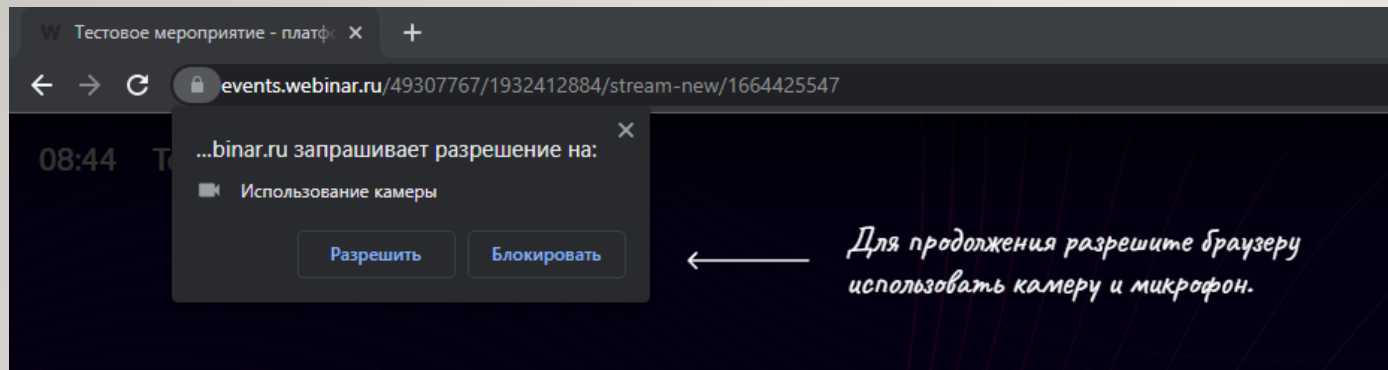 W Тестовое мероприятие - платф
events.webinar.ru/49307767/1932412884/stream-new/1664425547
08:44
...binar.ru запрашивает разрешение на:
Использование камеры
Разрешить Блокировать
Для продолжения разрешите браузеру
использовать камеру и микрофон.